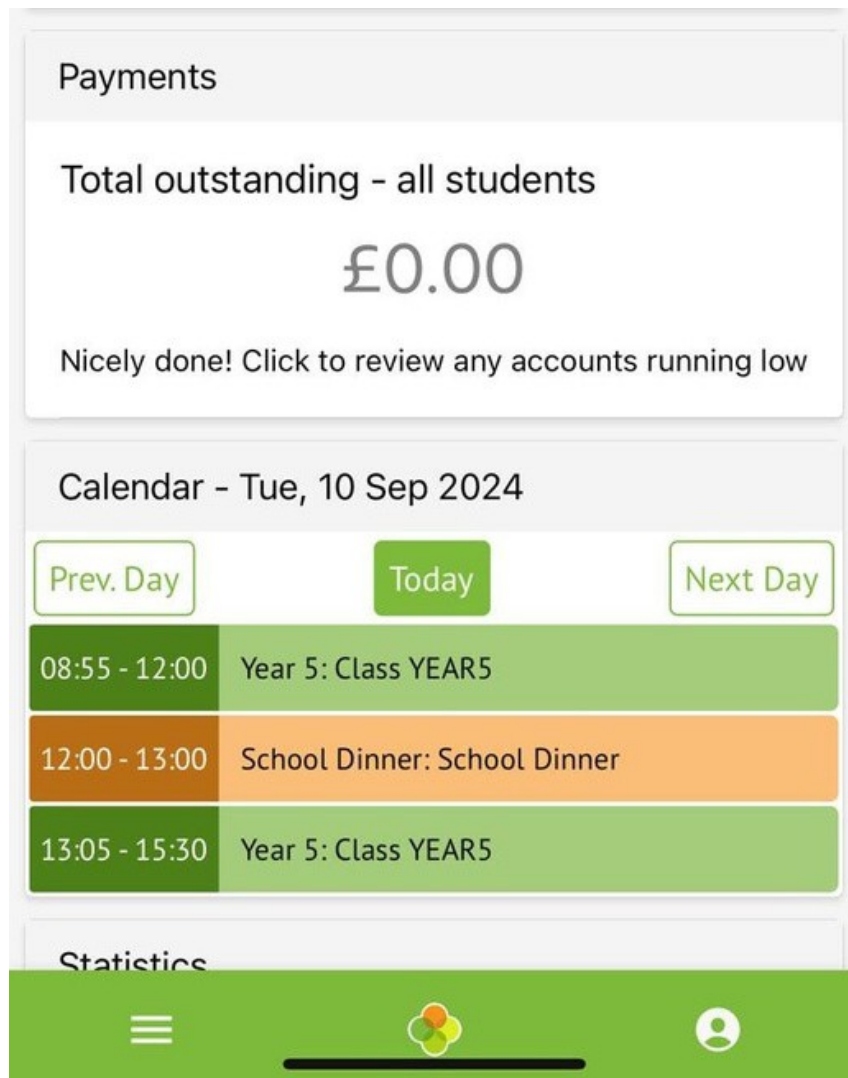 Payments
Total outstanding - all students
£0.00
Nicely done! Click to review any accounts running low
Calendar - Tue, 10 Sep 2024
Prev. Day Today Next Day
08:55 - 12:00 Year 5: Class YEAR5
12:00 - 13:00 School Dinner: School Dinner
13:05 - 15:30 Year 5: Class YEAR5
Statistics